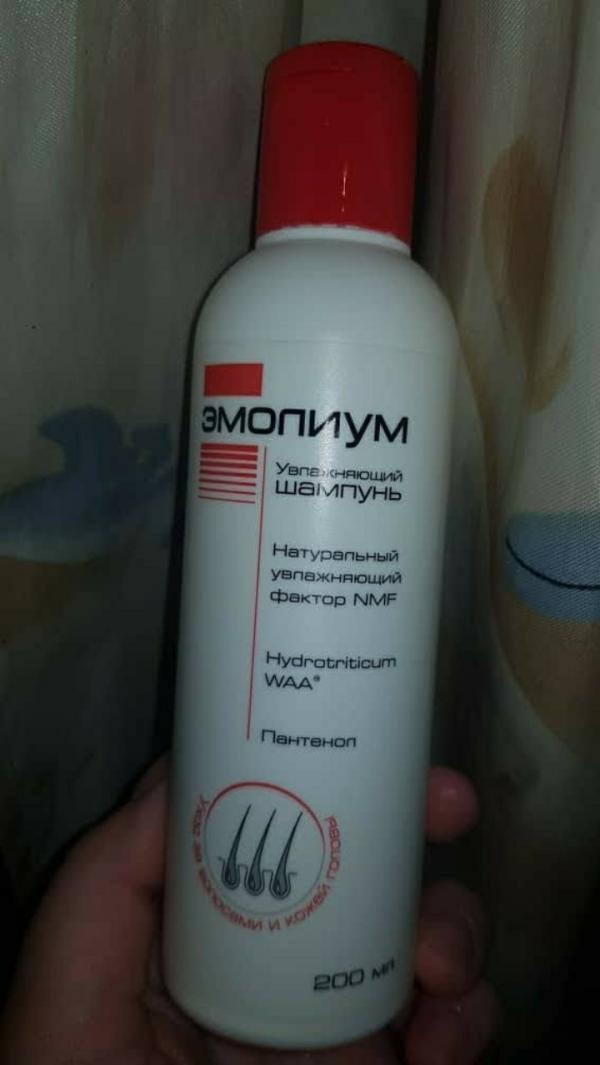 ЭМОЛИУМ
Увлажняющий
шампунь
Натуральный
увлажняющий
фактор NMF
Hydrotriticum
WAA®
Пантенол
Уход за волосами и кожей головы
200 мл